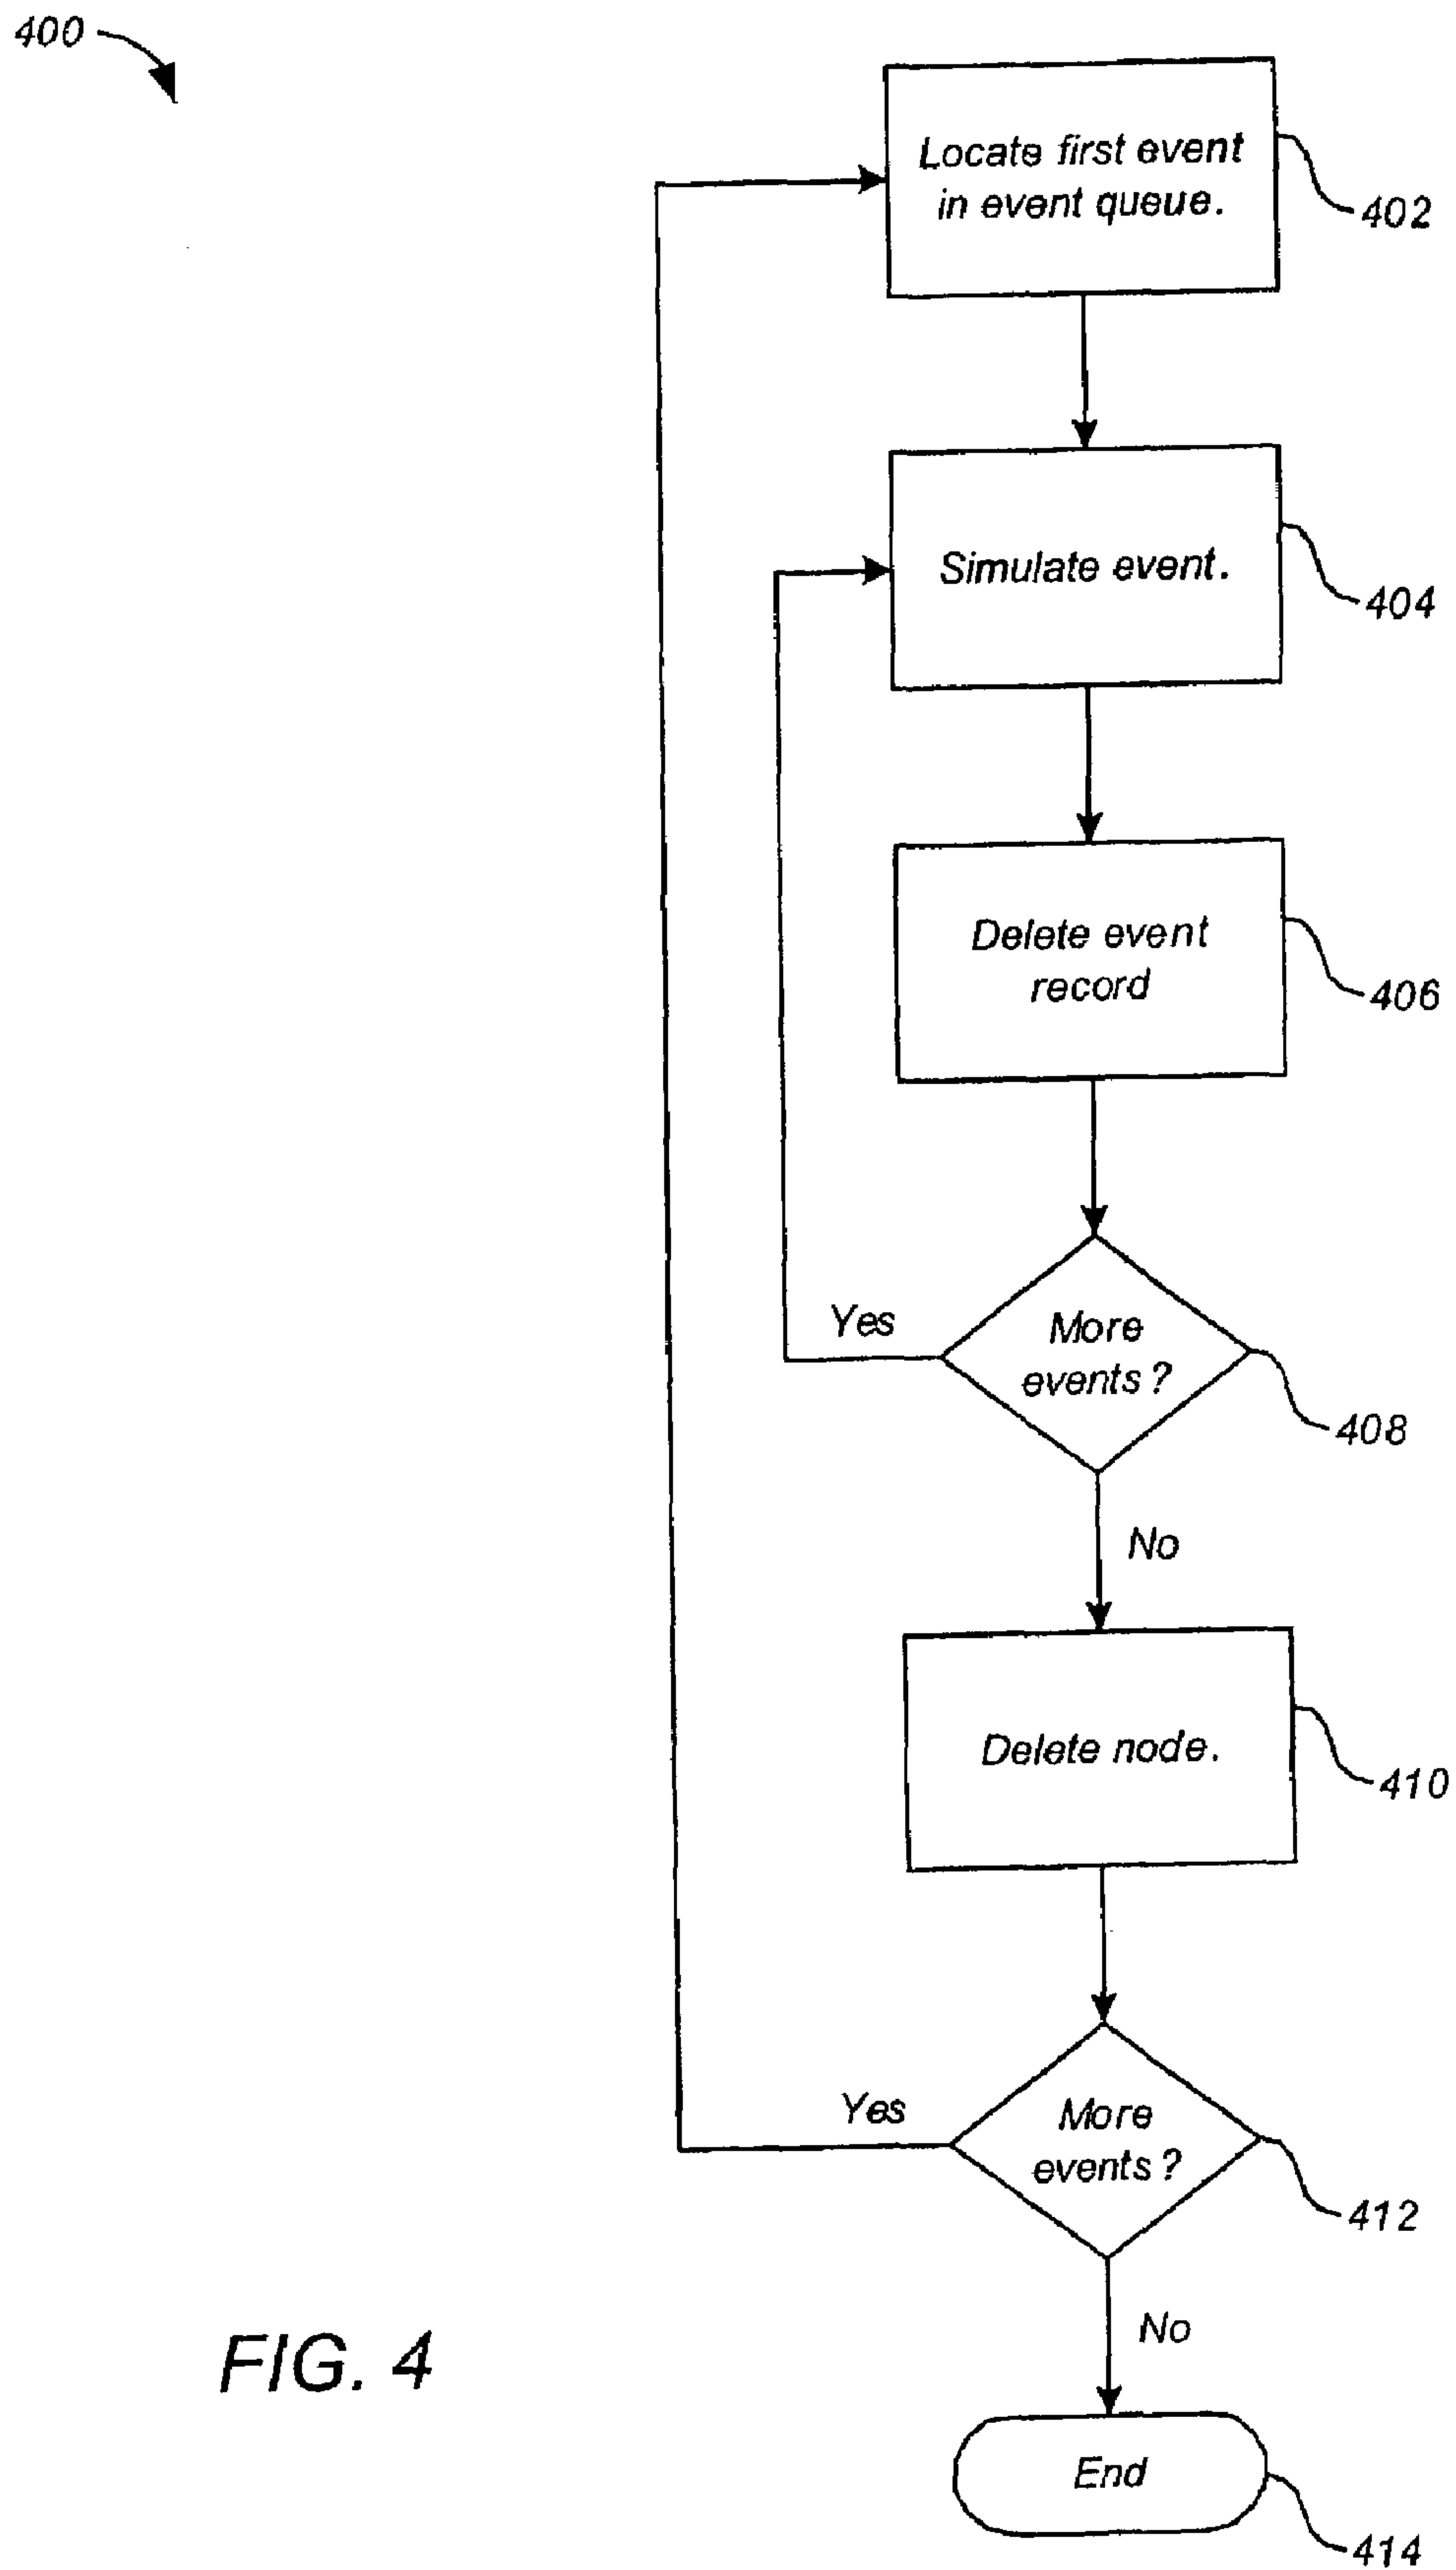 400
Locate first event
in event queue.
402
Simulate event.
404
Delete event
record
406
Yes
More
events?
408
No
Delete node.
410
Yes
More
events?
412
No
FIG. 4
End
414